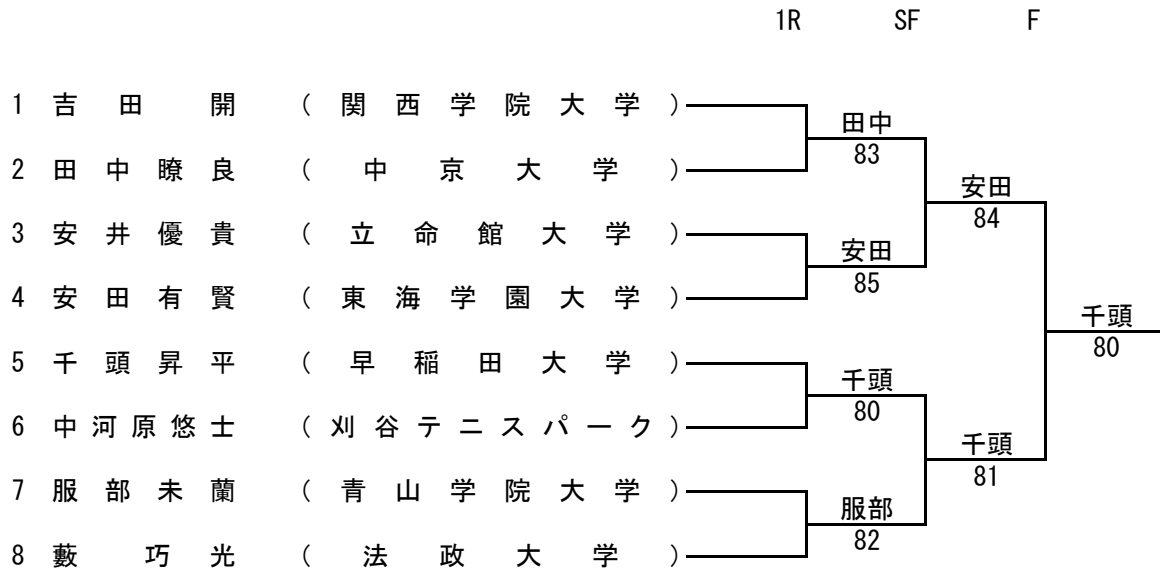 1R SF F
1 吉田 開 (関西学院大学)
田中
83
2 田中瞭良 (中京大学)
安田
84
3 安井優貴 (立命館大学)
安田
85
4 安田有賢 (東海学園大学)
千頭
80
5 千頭昇平 (早稲田大学)
千頭
80
6 中河原悠士 (刈谷テニスパーク)
千頭
81
7 服部未蘭 (青山学院大学)
服部
82
8 藪 巧光 (法政大学)